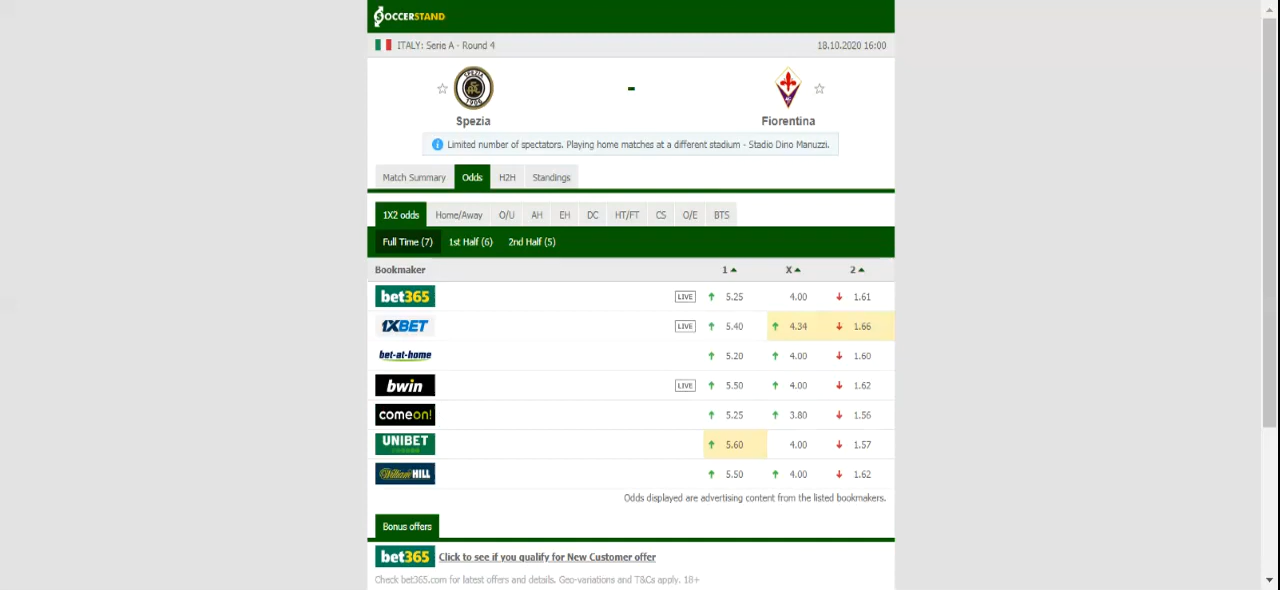 SOCCERSTAND
ITALY: Serie A - Round 4 18.10.2020 16:00
-
Spezia Fiorentina
Limited number of spectators. Playing home matches at a different stadium - Stadio Dino Manuzzi.
Match Summary Odds H2H Standings
1X2 odds Home/Away O/U AH EH DC HT/FT CS O/E BTS
Full Time (7) 1st Half (6) 2nd Half (5)
Bookmaker 1 X 2
bet365 LIVE 5.25 4.00 1.61
1XBET LIVE 5.40 4.34 1.66
bet-at-home 5.20 4.00 1.60
bwin LIVE 5.50 4.00 1.62
comeon! 5.25 3.80 1.56
UNIBET 5.60 4.00 1.57
William HILL 5.50 4.00 1.62
Odds displayed are advertising content from the listed bookmakers.
Bonus offers
bet365 Click to see if you qualify for New Customer offer
Check bet365.com for latest offers and details. Geo-variations and T&Cs apply. 18+